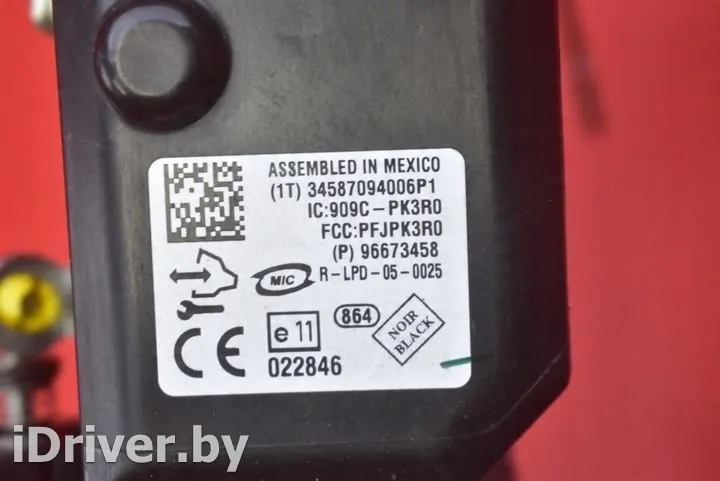 ASSEMBLED IN MEXICO
(1T) 34587094006P1
IC:909C-PK3R0
FCC:PFJPK3R0
(P) 96673458
MIC R-LPD-05-0025
864
NOIR
BLACK
CE e 11
022846
iDriver.by